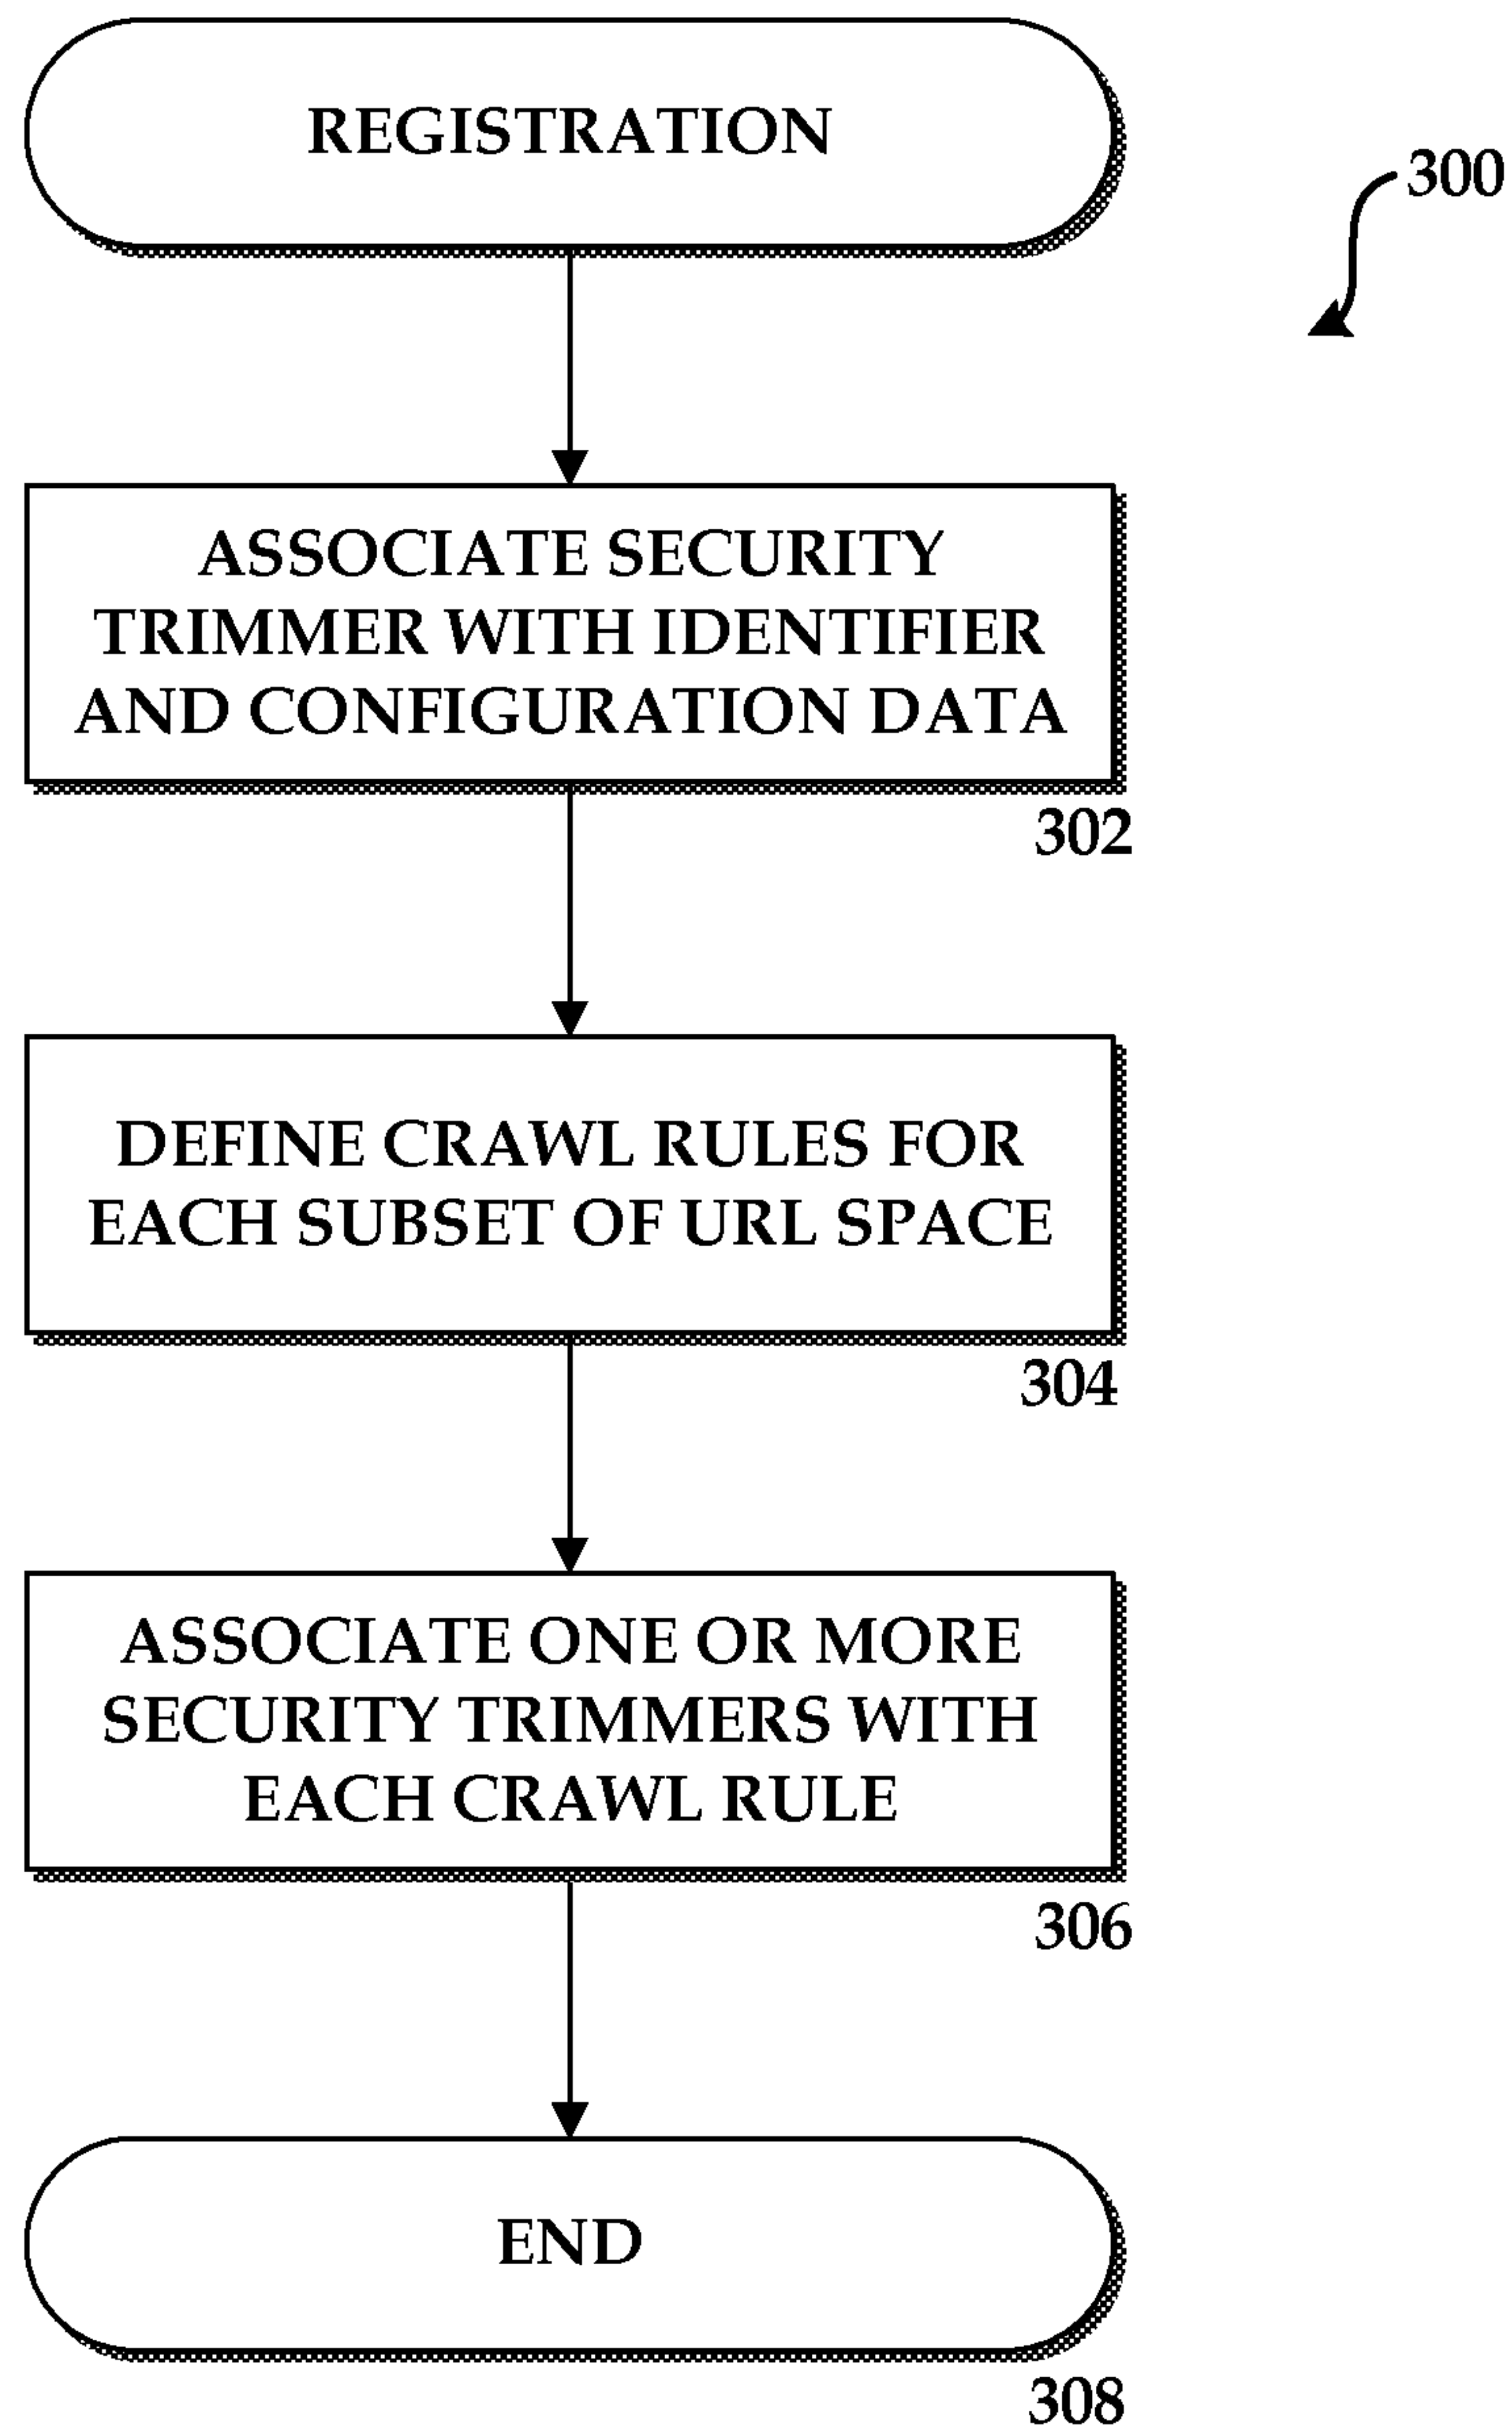 REGISTRATION
300
ASSOCIATE SECURITY
TRIMMER WITH IDENTIFIER
AND CONFIGURATION DATA
302
DEFINE CRAWL RULES FOR
EACH SUBSET OF URL SPACE
304
ASSOCIATE ONE OR MORE
SECURITY TRIMMERS WITH
EACH CRAWL RULE
306
END
308